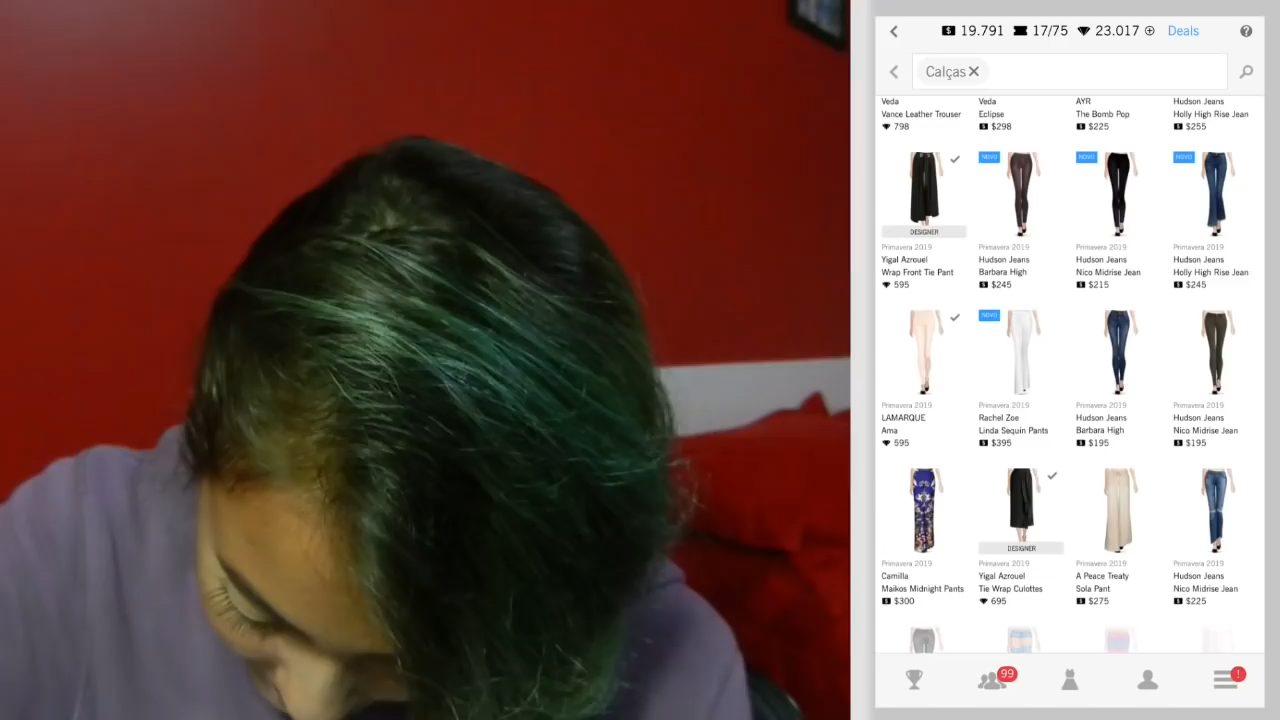 $ 19.791 17/75 23.017 Deals ?
Calças
Veda Veda AYR Hudson Jeans
Vance Leather Trouser Eclipse The Bomb Pop Holly High Rise Jean
798 $298 $225 $255
NOVO NOVO NOVO
DESIGNER
Primavera 2019 Primavera 2019 Primavera 2019 Primavera 2019
Yigal Azrouel Hudson Jeans Hudson Jeans Hudson Jeans
Wrap Front Tie Pant Barbara High Nico Midrise Jean Holly High Rise Jean
595 $245 $215 $245
NOVO
Primavera 2019 Primavera 2019 Primavera 2019 Primavera 2019
LAMARQUE Rachel Zoe Hudson Jeans Hudson Jeans
Ama Linda Sequin Pants Barbara High Nico Midrise Jean
595 $395 $195 $195
DESIGNER
Primavera 2019 Primavera 2019 Primavera 2019 Primavera 2019
Camilla Yigal Azrouel A Peace Treaty Hudson Jeans
Maikos Midnight Pants Tie Wrap Culottes Sola Pant Nico Midrise Jean
$300 695 $275 $225
99 !